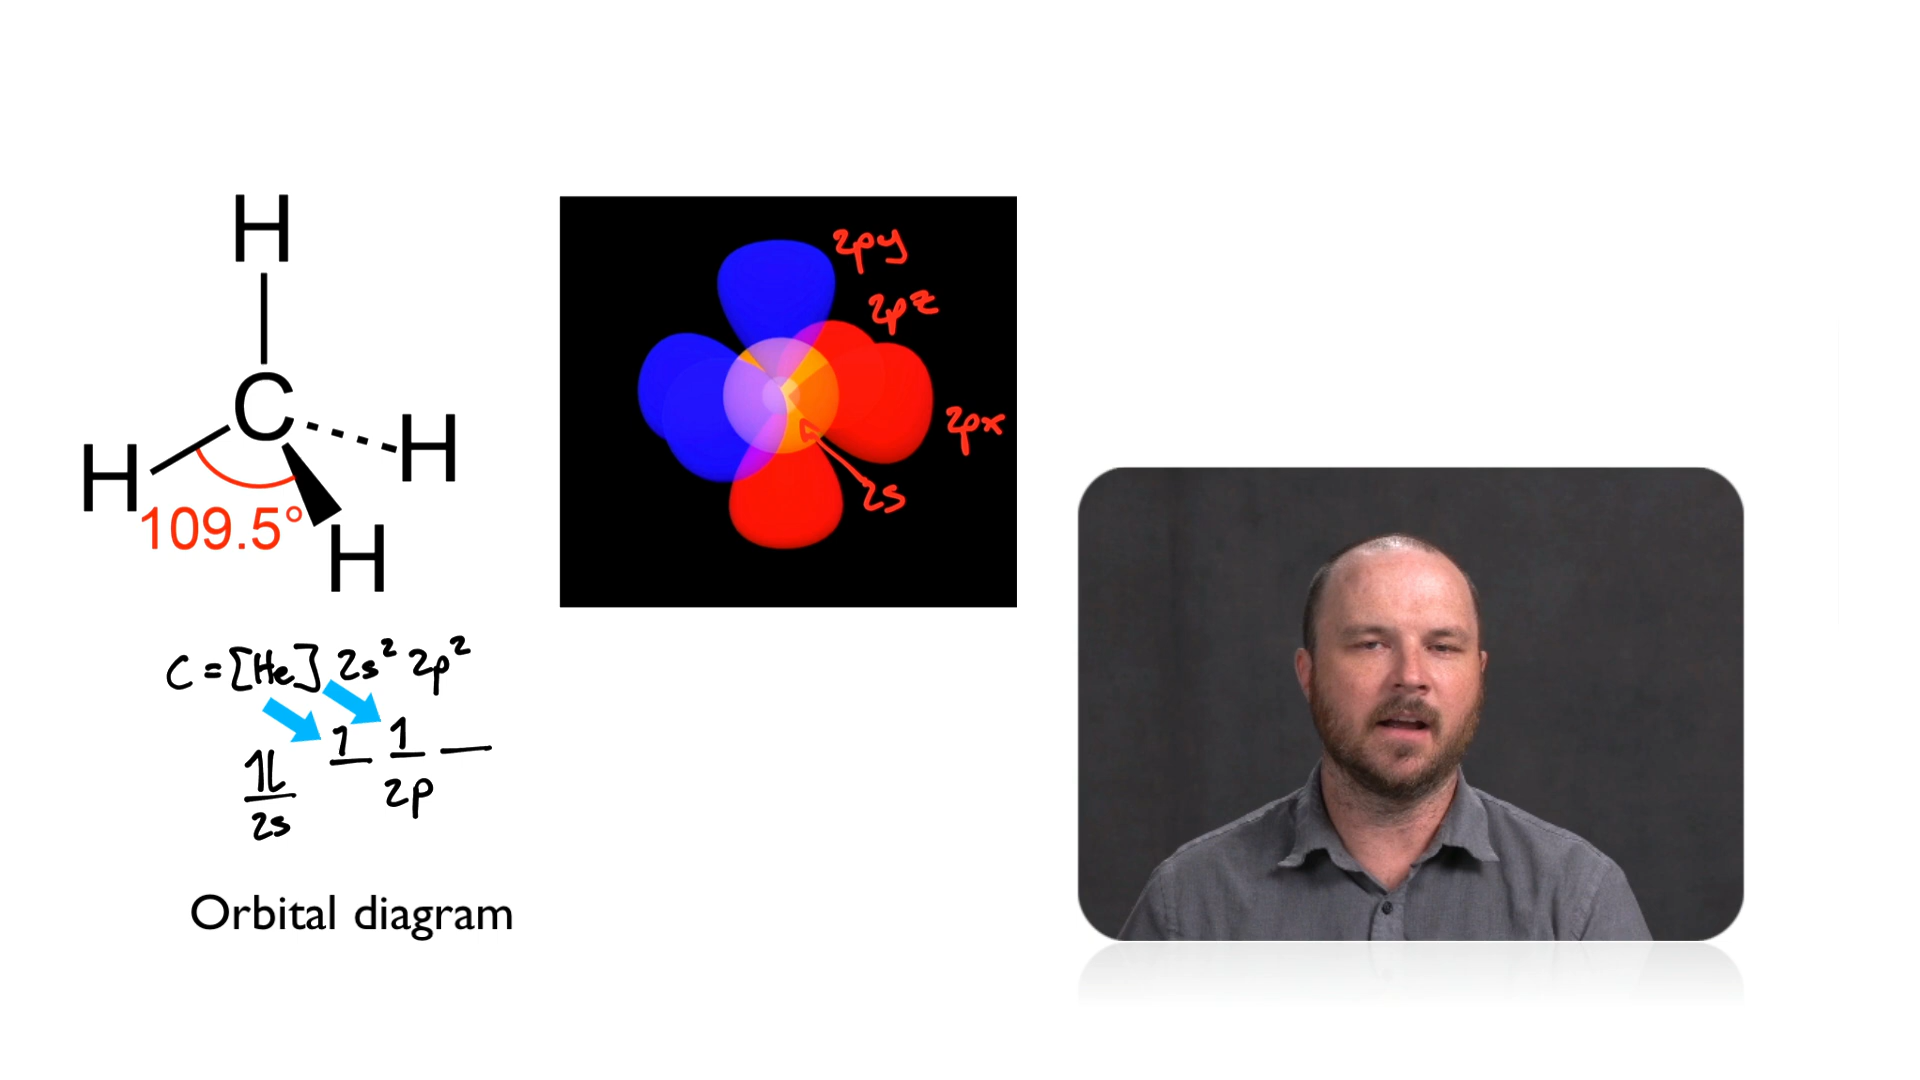 H
C
H
H
109.5°
H
2py
2pz
2px
2s
C = [He] 2s² 2p²
1 1
1L
2p
2s
Orbital diagram